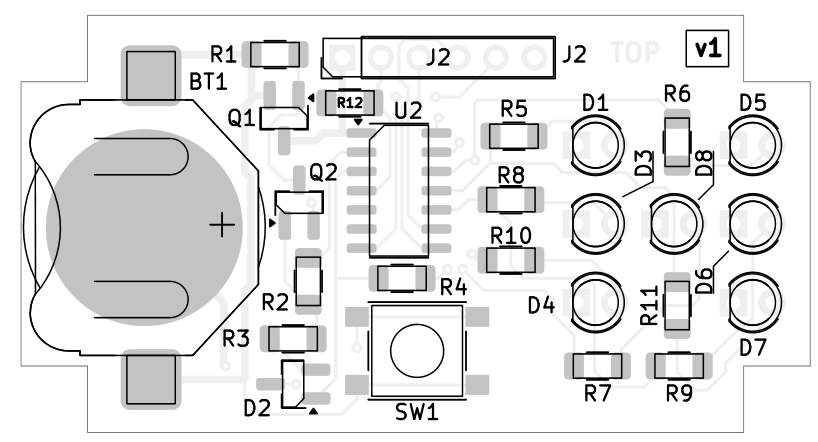 R1
J2
J2
TOP
v1
BT1
R12
U2
Q1
R5
D1
R6
D5
D3
D8
Q2
R8
R10
R2
R4
D4
R11
D6
R3
D7
D2
SW1
R7
R9